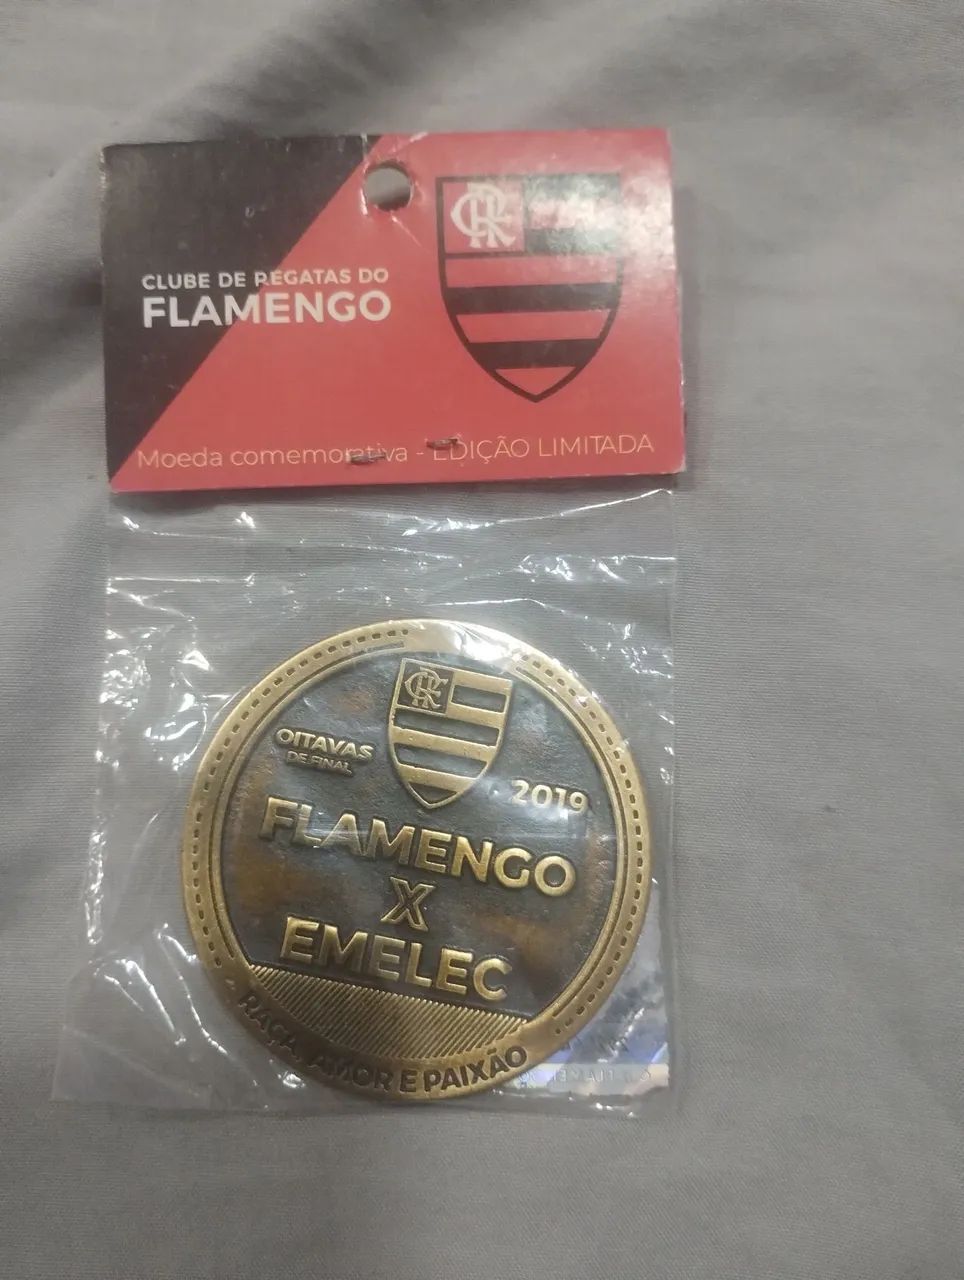 CLUBE DE REGATAS DO
FLAMENGO
CRF
Moeda comemorativa - EDIÇÃO LIMITADA
CRF
OITAVAS
DE FINAL
2019
FLAMENGO
X
EMELEC
RAÇA, AMOR E PAIXÃO